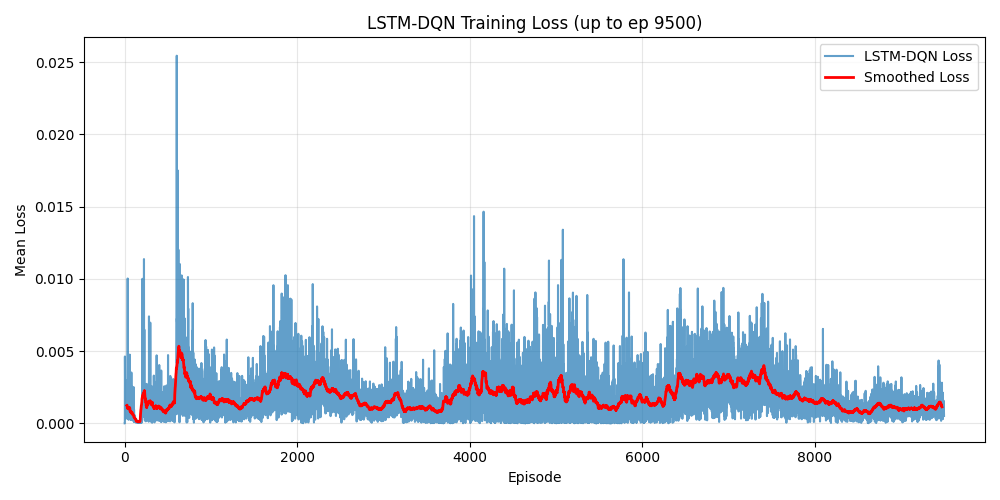 LSTM-DQN Training Loss (up to ep 9500)
LSTM-DQN Loss
Smoothed Loss
Mean Loss
0.025
0.020
0.015
0.010
0.005
0.000
0 2000 4000 6000 8000
Episode